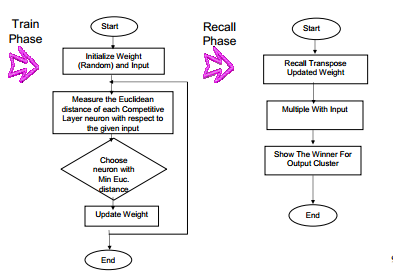 Train
Phase
Start
Initialize Weight
(Random) and Input
Measure the Euclidean
distance of each Competitive
Layer neuron with respect to
the given input
Choose
neuron with
Min Euc.
distance
Update Weight
End
Recall
Phase
Start
Recall Transpose
Updated Weight
Multiple With Input
Show The Winner For
Output Cluster
End